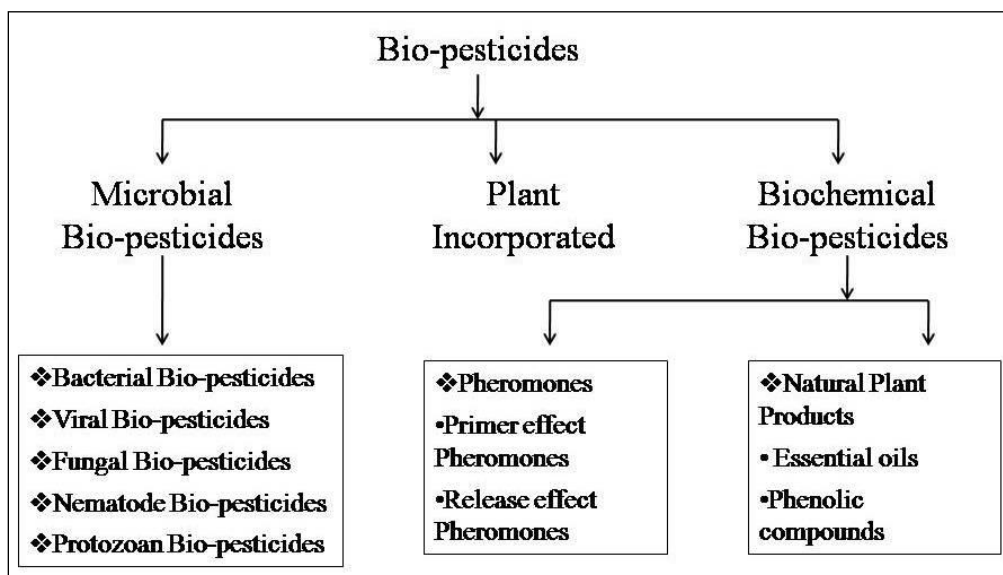 Bio-pesticides
Microbial
Bio-pesticides
Plant
Incorporated
Biochemical
Bio-pesticides
❖Bacterial Bio-pesticides
❖Viral Bio-pesticides
❖Fungal Bio-pesticides
❖Nematode Bio-pesticides
❖Protozoan Bio-pesticides
❖Pheromones
•Primer effect
Pheromones
•Release effect
Pheromones
❖Natural Plant
Products
• Essential oils
•Phenolic
compounds